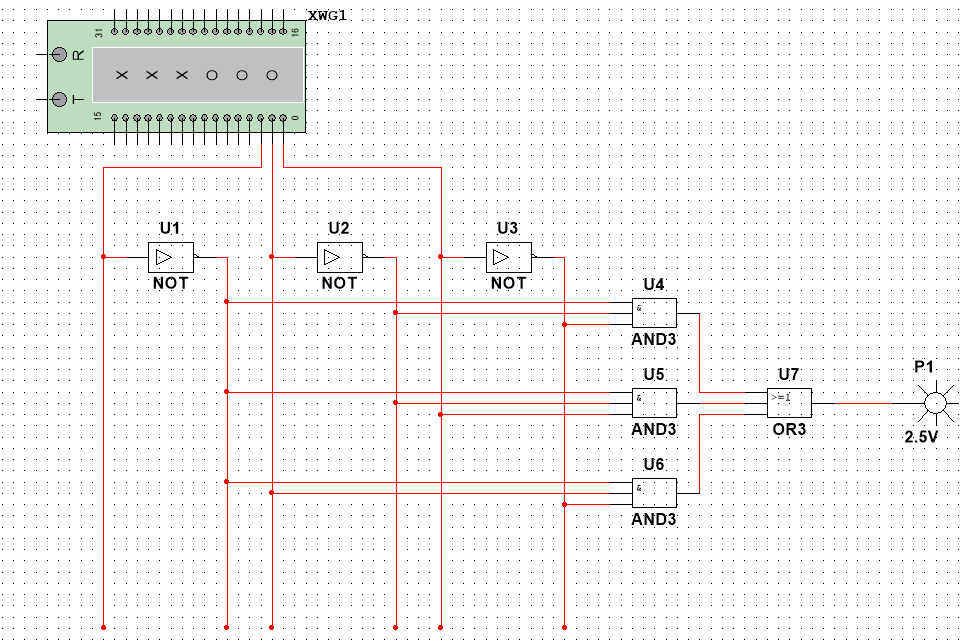 XWG1
31 16
R
X X X O O O
T
15 0
U1 U2 U3
NOT NOT NOT
U4
&
AND3
U5
&
AND3
U6
&
AND3
U7
>=1
OR3
P1
2.5V